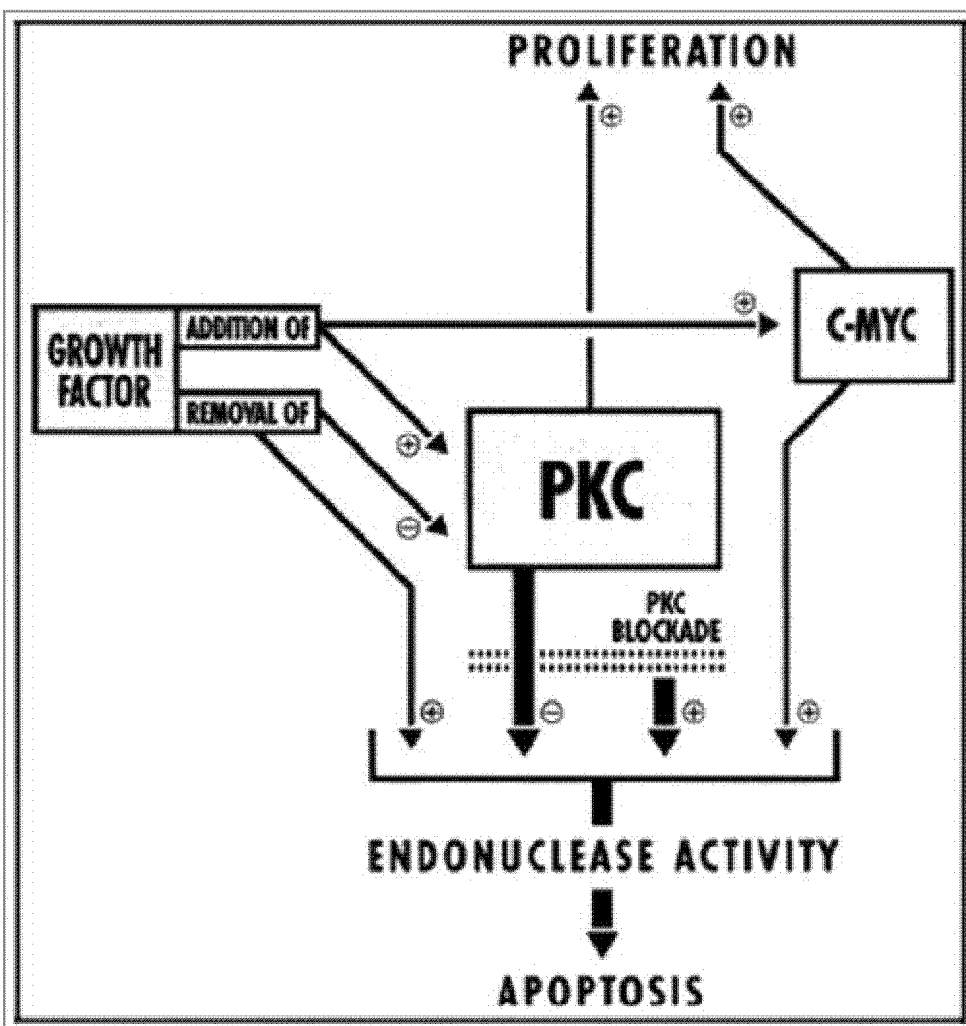 PROLIFERATION
⊕ ⊕
⊕
ADDITION OF
C-MYC
GROWTH
FACTOR
REMOVAL OF
⊕
PKC
⊖
PKC
BLOCKADE
⊕ ⊖ ⊕ ⊕
ENDONUCLEASE ACTIVITY
APOPTOSIS